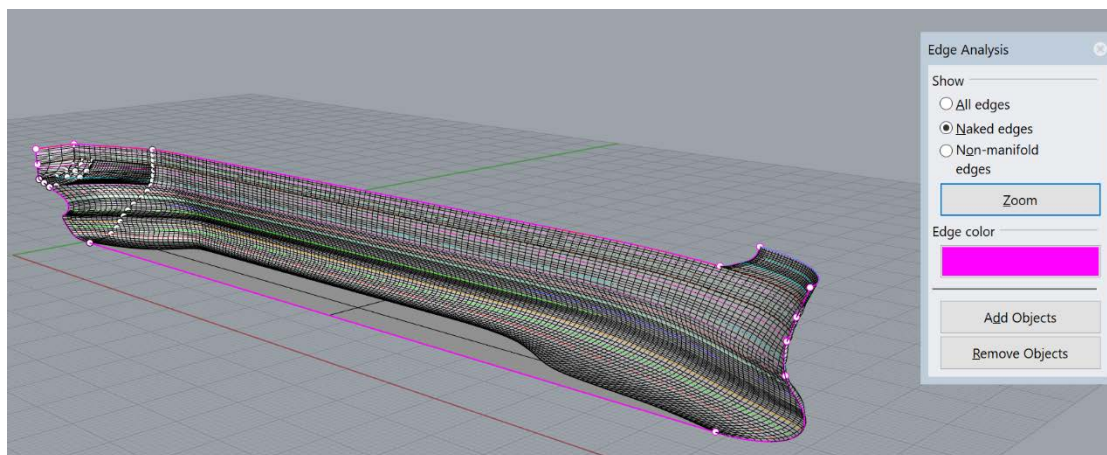 Edge Analysis
Show
All edges
Naked edges
Non-manifold
edges
Zoom
Edge color
Add Objects
Remove Objects